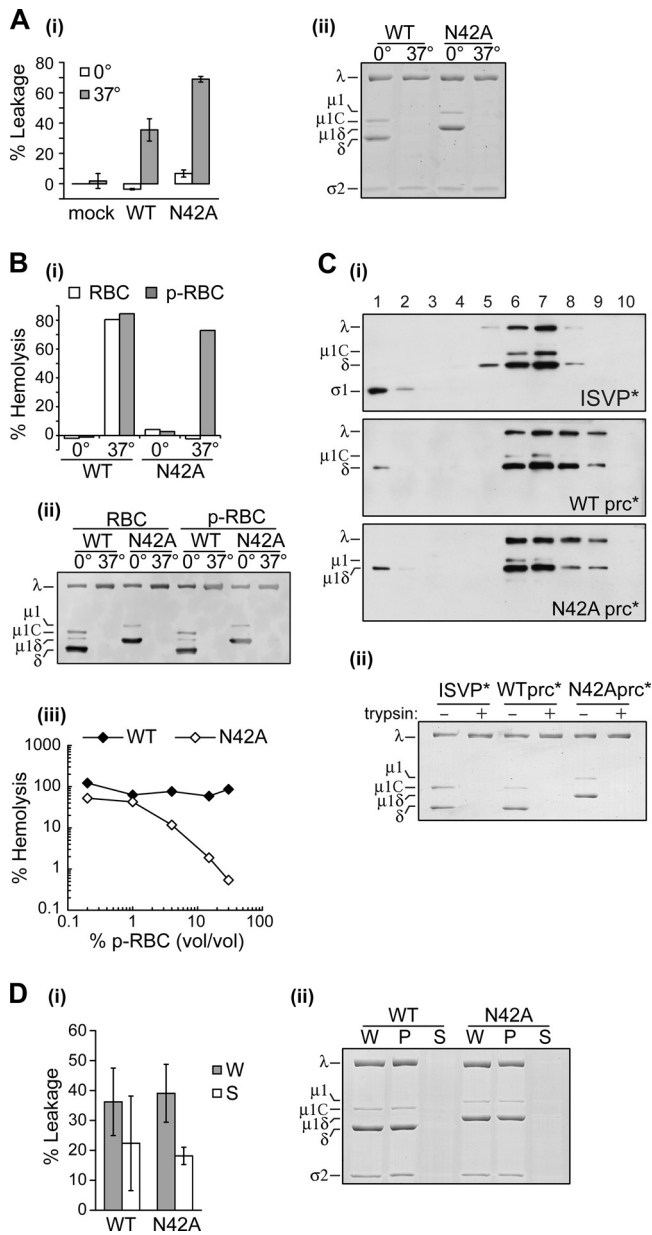 A (i)
% Leakage
80
60
40
20
0
0°
37°
mock WT N42A
(ii)
WT N42A
0° 37° 0° 37°
λ
μ1
μ1C
μ1δ
δ
σ2
B (i)
RBC p-RBC
% Hemolysis
80
60
40
20
0
0° 37° 0° 37°
WT N42A
(ii)
RBC p-RBC
WT N42A WT N42A
0° 37° 0° 37° 0° 37° 0° 37°
λ
μ1
μ1C
μ1δ
δ
(iii)
WT N42A
% Hemolysis
1000
100
10
1
0.1
0.1 1 10 100
% p-RBC (vol/vol)
C (i)
1 2 3 4 5 6 7 8 9 10
λ
μ1C
δ
σ1
ISVP*
λ
μ1C
δ
WT prc*
λ
μ1
μ1δ
N42A prc*
(ii)
ISVP* WTprc* N42Aprc*
trypsin: – + – + – +
λ
μ1
μ1C
μ1δ
δ
D (i)
% Leakage
60
50
40
30
20
10
0
W
S
WT N42A
(ii)
WT N42A
W P S W P S
λ
μ1
μ1C
μ1δ
δ
σ2